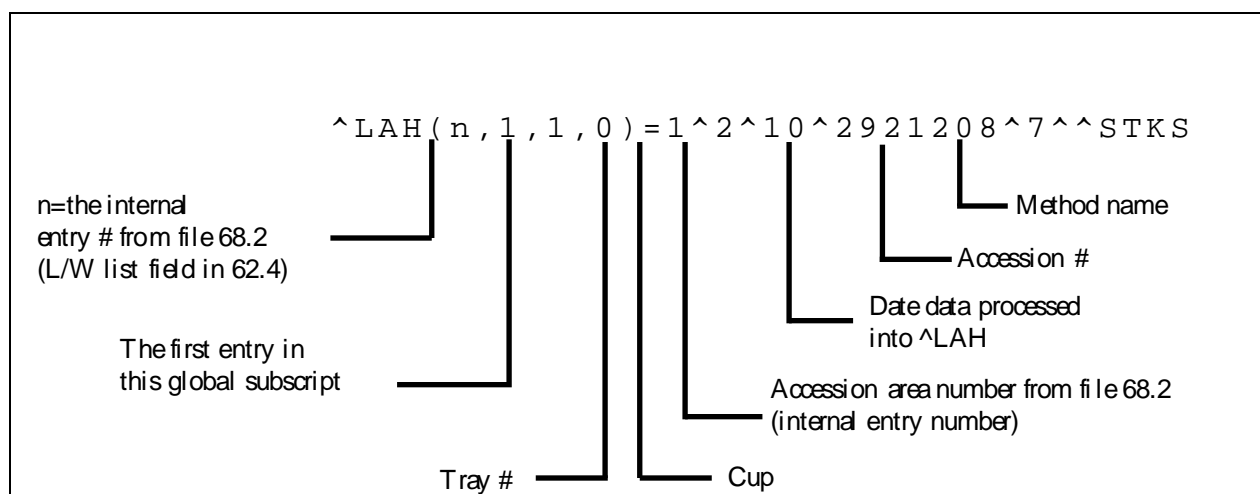 ^LAH(n,1,1,0)=1^2^10^2921208^7^^STKS
n=the internal
entry # from file 68.2
(L/W list field in 62.4)
Method name
Accession #
Date data processed
into ^LAH
The first entry in
this global subscript
Accession area number from file 68.2
(internal entry number)
Tray #
Cup